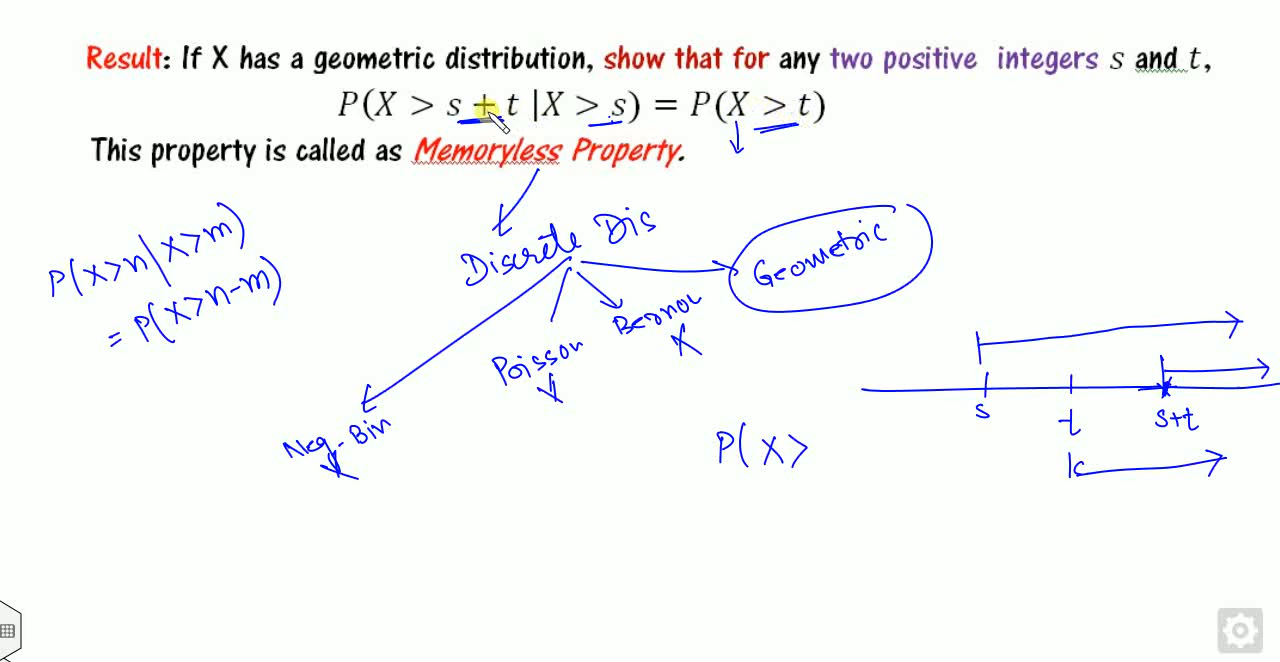 Result: If X has a geometric distribution, show that for any two positive integers s and t,
P(X > s + t |X > s) = P(X > t)
This property is called as Memoryless Property.
P(X>n|X>m)
= P(X>n-m)
Discrete Dis
Geometric
Bernou
Poisson
Neg-Bin
s
t
s+t
P(X>